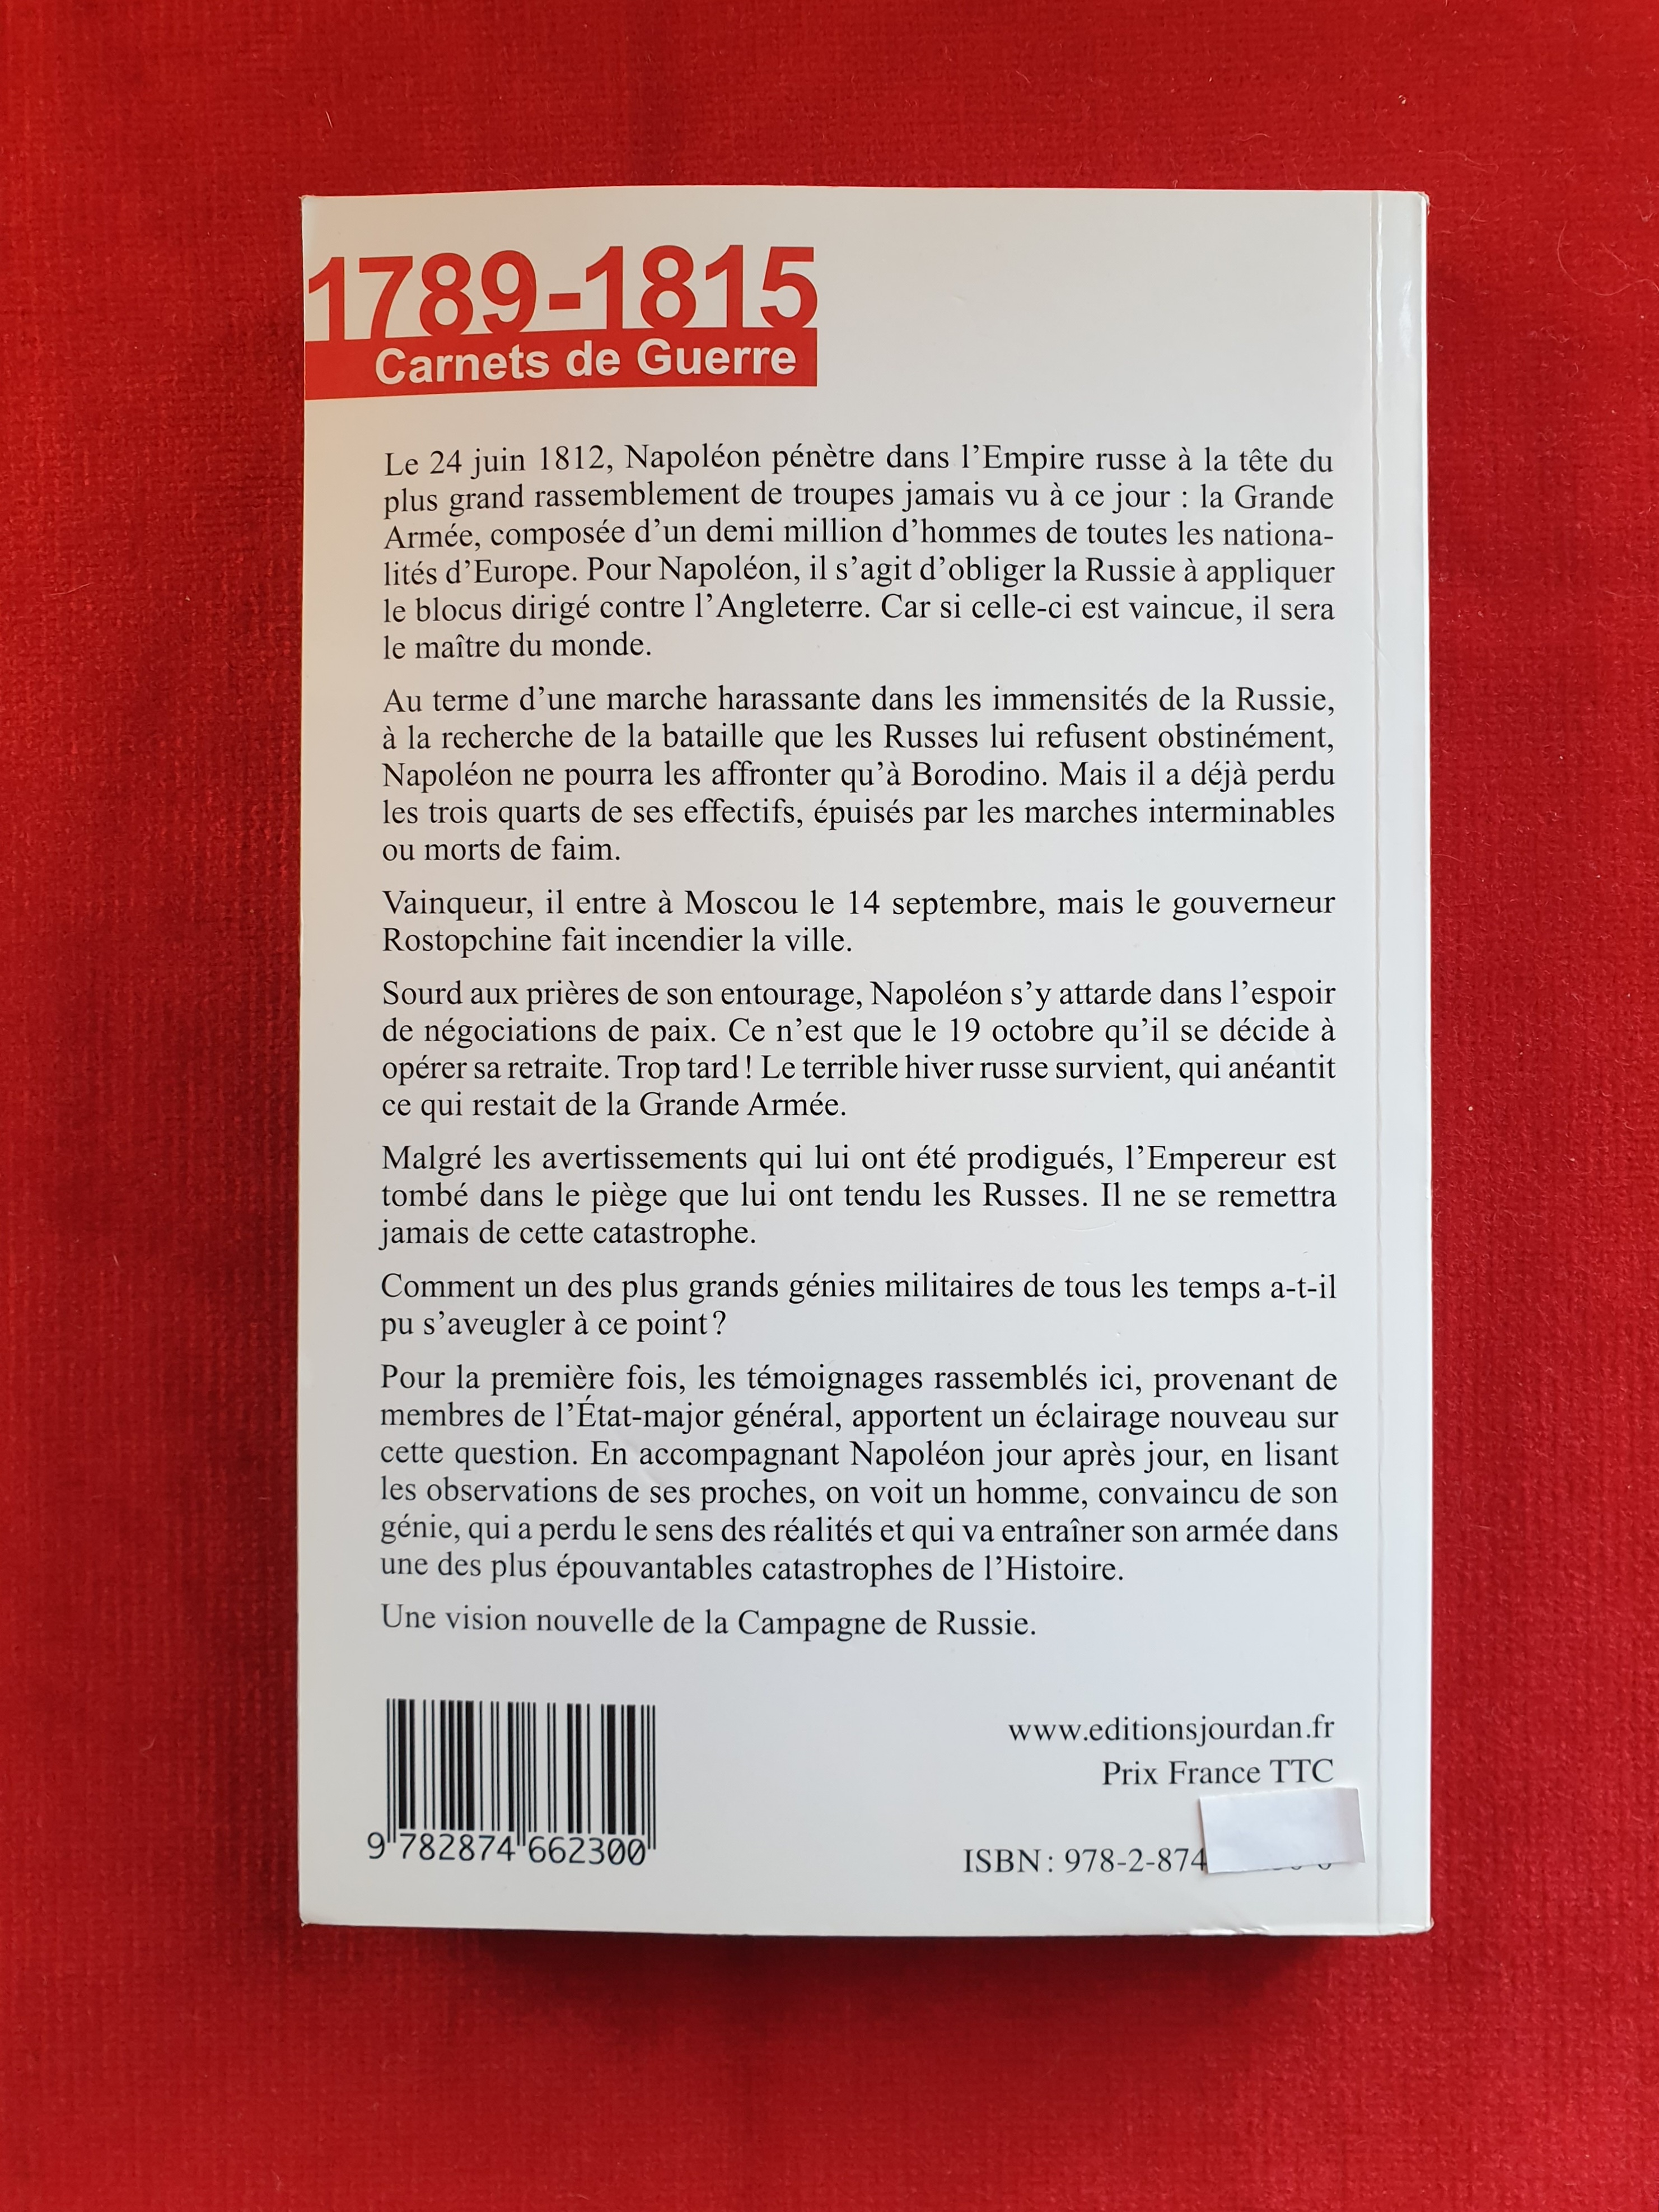 1789-1815
Carnets de Guerre
Le 24 juin 1812, Napoléon pénètre dans l’Empire russe à la tête du
plus grand rassemblement de troupes jamais vu à ce jour : la Grande
Armée, composée d’un demi million d’hommes de toutes les nationa-
lités d’Europe. Pour Napoléon, il s’agit d’obliger la Russie à appliquer
le blocus dirigé contre l’Angleterre. Car si celle-ci est vaincue, il sera
le maître du monde.
Au terme d’une marche harassante dans les immensités de la Russie,
à la recherche de la bataille que les Russes lui refusent obstinément,
Napoléon ne pourra les affronter qu’à Borodino. Mais il a déjà perdu
les trois quarts de ses effectifs, épuisés par les marches interminables
ou morts de faim.
Vainqueur, il entre à Moscou le 14 septembre, mais le gouverneur
Rostopchine fait incendier la ville.
Sourd aux prières de son entourage, Napoléon s’y attarde dans l’espoir
de négociations de paix. Ce n’est que le 19 octobre qu’il se décide à
opérer sa retraite. Trop tard ! Le terrible hiver russe survient, qui anéantit
ce qui restait de la Grande Armée.
Malgré les avertissements qui lui ont été prodigués, l’Empereur est
tombé dans le piège que lui ont tendu les Russes. Il ne se remettra
jamais de cette catastrophe.
Comment un des plus grands génies militaires de tous les temps a-t-il
pu s’aveugler à ce point ?
Pour la première fois, les témoignages rassemblés ici, provenant de
membres de l’État-major général, apportent un éclairage nouveau sur
cette question. En accompagnant Napoléon jour après jour, en lisant
les observations de ses proches, on voit un homme, convaincu de son
génie, qui a perdu le sens des réalités et qui va entraîner son armée dans
une des plus épouvantables catastrophes de l’Histoire.
Une vision nouvelle de la Campagne de Russie.
www.editionsjourdan.fr
Prix France TTC
9 782874 662300
ISBN : 978-2-874